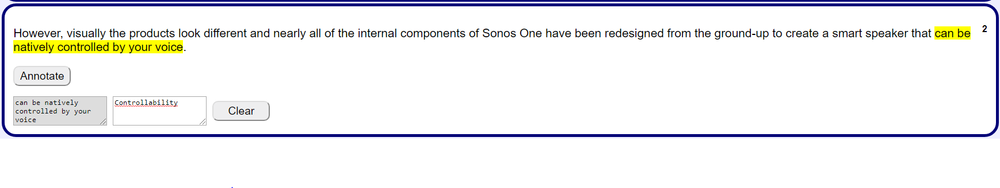 However, visually the products look different and nearly all of the internal components of Sonos One have been redesigned from the ground-up to create a smart speaker that can be 2
natively controlled by your voice.
Annotate
can be natively
controlled by your
voice
Controllability
Clear